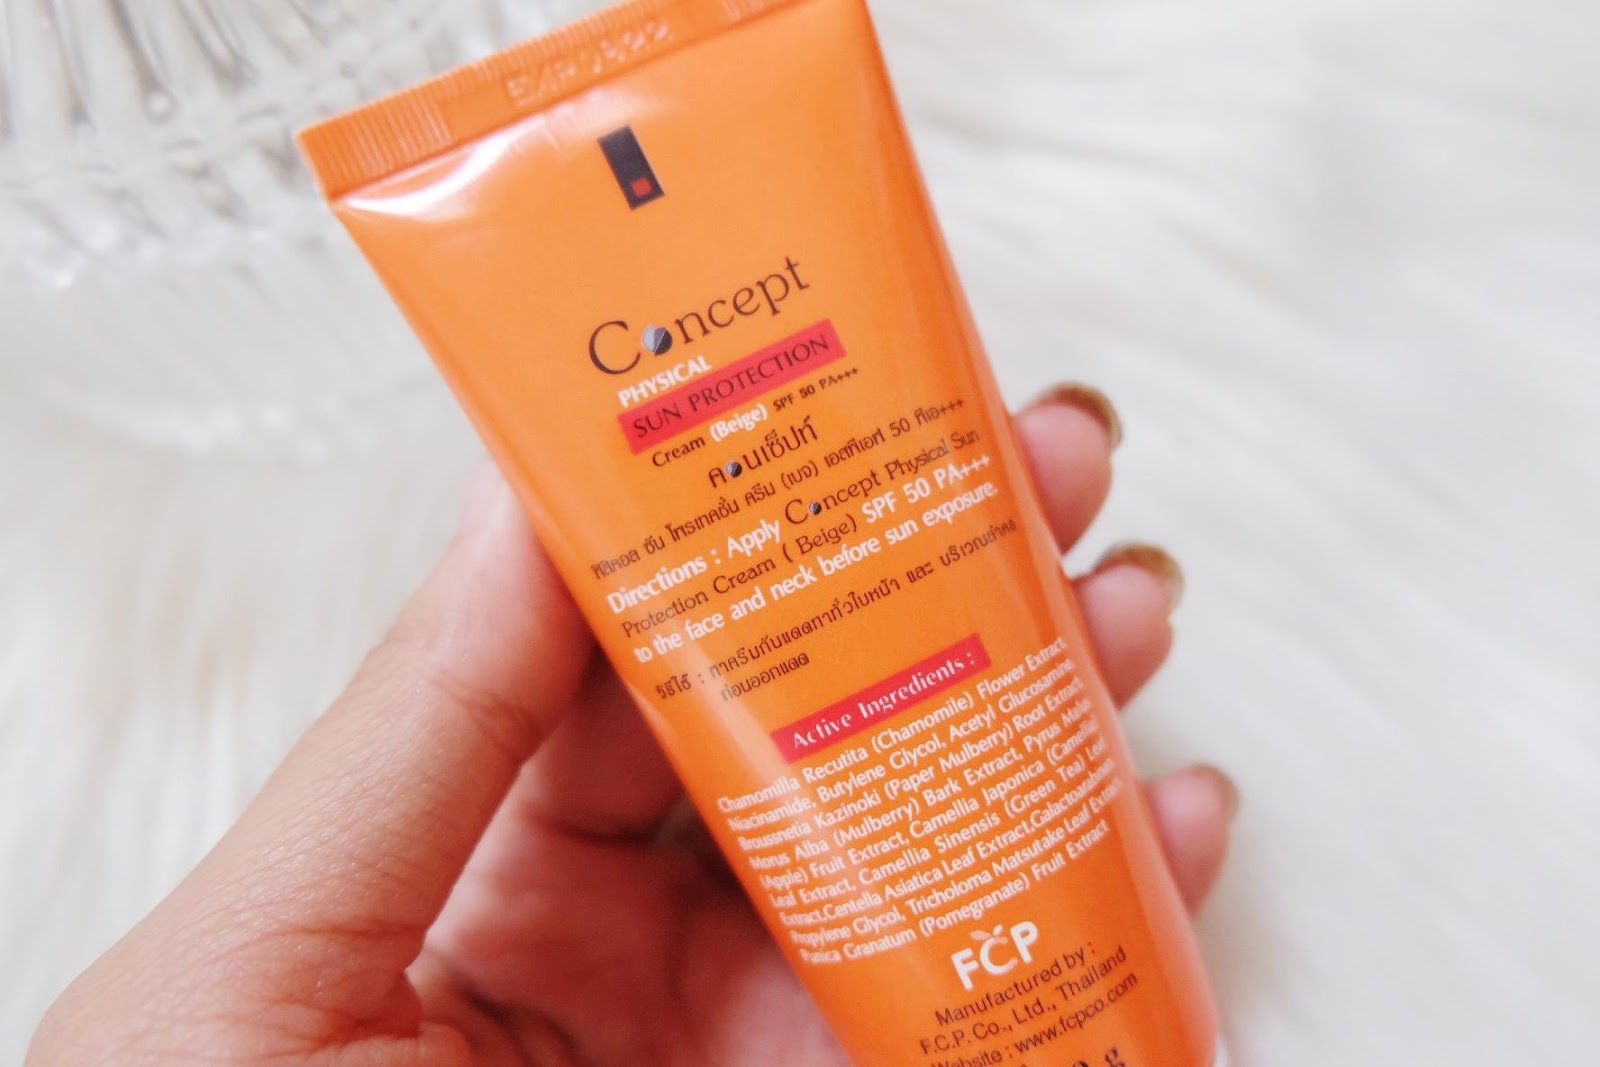 Concept
PHYSICAL
SUN PROTECTION
Cream (Beige) SPF 50 PA+++
คอนเซ็ปท์
ฟิสิคอล ซัน โพรเทคชั่น ครีม (เบจ) เอสพีเอฟ 50 พีเอ+++
Directions : Apply Concept Physical Sun
Protection Cream ( Beige) SPF 50 PA+++
to the face and neck before sun exposure.
วิธีใช้ : ทาครีมกันแดดทาทั่วใบหน้า และ บริเวณลำคอ
ก่อนออกแดด
Active Ingredients :
Chamomilla Recutita (Chamomile) Flower Extract,
Niacinamide, Butylene Glycol, Acetyl Glucosamine,
Broussnetia Kazinoki (Paper Mulberry) Root Extract,
Morus Alba (Mulberry) Bark Extract, Pyrus Malus
(Apple) Fruit Extract, Camellia Japonica (Camellia)
Leaf Extract, Camellia Sinensis (Green Tea) Leaf
Extract,Centella Asiatica Leaf Extract,Galactoarabinan,
Propylene Glycol, Tricholoma Matsutake Leaf Extract
Punica Granatum (Pomegranate) Fruit Extract
FCP
Manufactured by :
F.C.P. Co., Ltd., Thailand
Website : www.fcpco.com
g